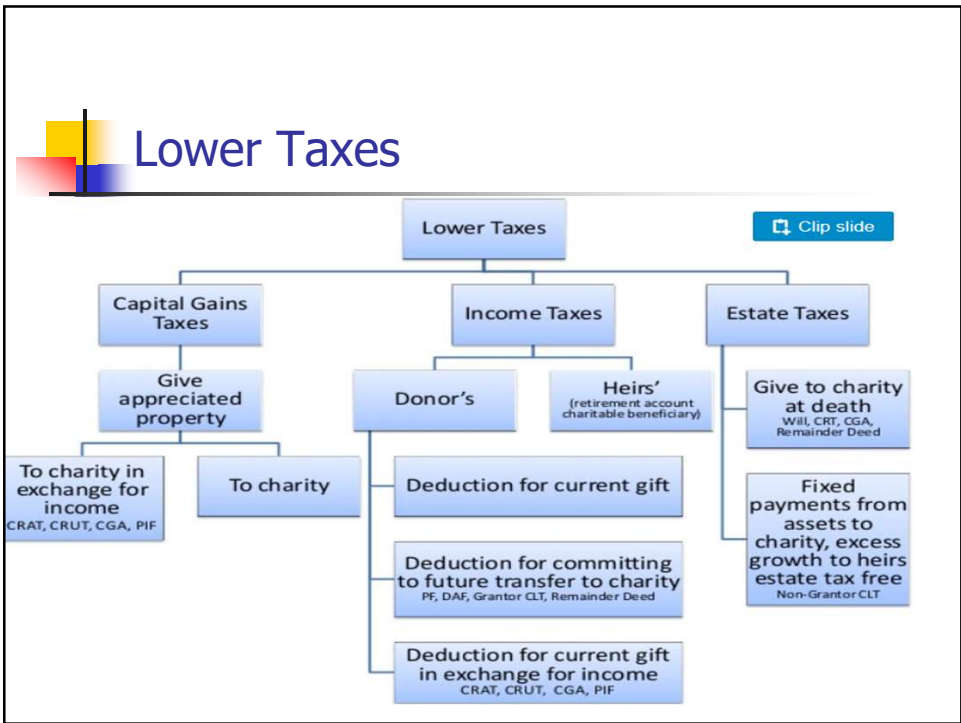 Lower Taxes
Lower Taxes
Clip slide
Capital Gains
Taxes
Income Taxes
Estate Taxes
Give
appreciated
property
Donor's
Heirs'
(retirement account
charitable beneficiary)
Give to charity
at death
Will, CRT, CGA,
Remainder Deed
To charity in
exchange for
income
CRAT, CRUT, CGA, PIF
To charity
Deduction for current gift
Fixed
payments from
assets to
charity, excess
growth to heirs
estate tax free
Non-Grantor CLT
Deduction for committing
to future transfer to charity
PF, DAF, Grantor CLT, Remainder Deed
Deduction for current gift
in exchange for income
CRAT, CRUT, CGA, PIF